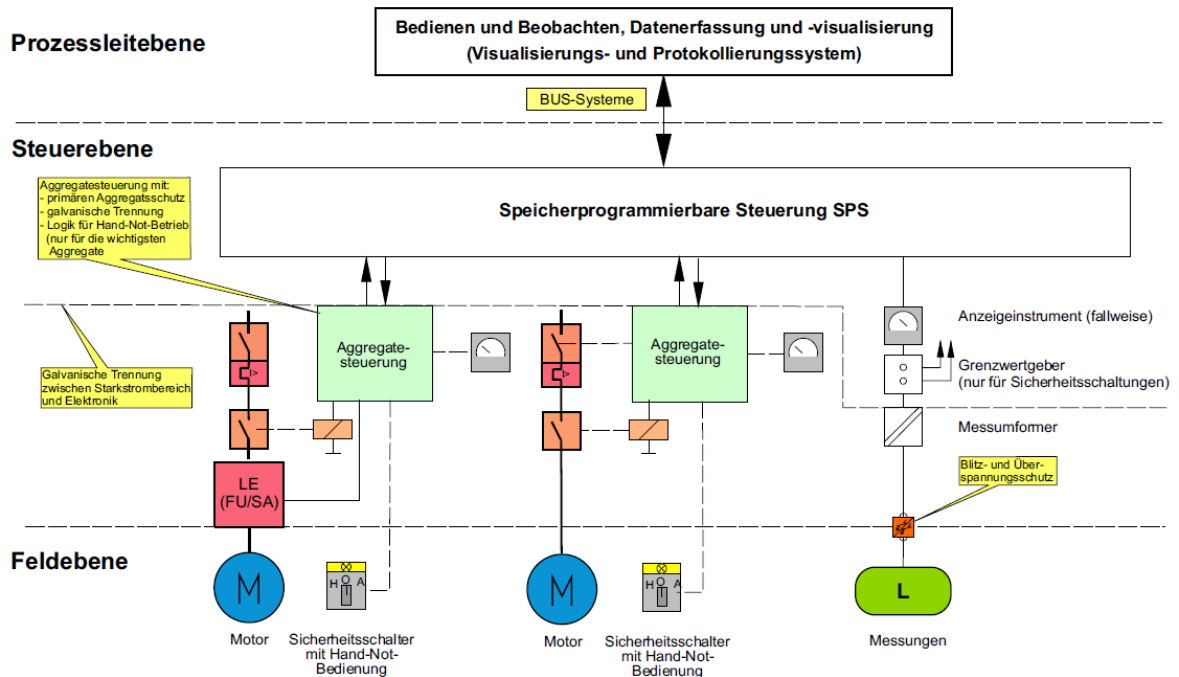 Prozessleitebene
Bedienen und Beobachten, Datenerfassung und -visualisierung
(Visualisierungs- und Protokollierungssystem)
BUS-Systeme
Steuerebene
Aggregatesteuerung mit:
- primären Aggregatsschutz
- galvanische Trennung
- Logik für Hand-Not-Betrieb
(nur für die wichtigsten
Aggregate
Speicherprogrammierbare Steuerung SPS
Galvanische Trennung
zwischen Starkstrombereich
und Elektronik
Aggregate-
steuerung
LE
(FU/SA)
Aggregate-
steuerung
Anzeigeinstrument (fallweise)
Grenzwertgeber
(nur für Sicherheitsschaltungen)
Messumformer
Blitz- und Über-
spannungsschutz
Feldebene
M
Motor
H O A
Sicherheitsschalter
mit Hand-Not-
Bedienung
M
Motor
H O A
Sicherheitsschalter
mit Hand-Not-
Bedienung
L
Messungen